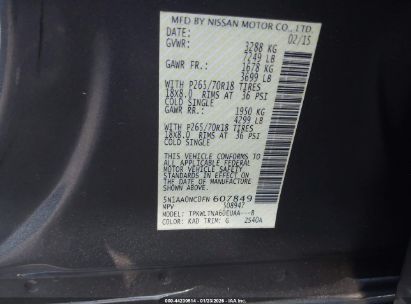 MFD BY NISSAN MOTOR CO., LTD.
DATE: 02/15
GVWR: 3288 KG
7249 LB
GAWR FR.: 1678 KG
3699 LB
WITH P265/70R18 TIRES
18X8.0 RIMS AT 36 PSI
COLD SINGLE
GAWR RR.: 1950 KG
4299 LB
WITH P265/70R18 TIRES
18X8.0 RIMS AT 36 PSI
COLD SINGLE
THIS VEHICLE CONFORMS TO
ALL APPLICABLE FEDERAL
MOTOR VEHICLE SAFETY
STANDARDS IN EFFECT ON THE
DATE OF MANUFACTURE
SHOWN ABOVE.
5N1AA0NC0FN607849
MPV 508947
COLOR: KAD TRIM: G 2540A